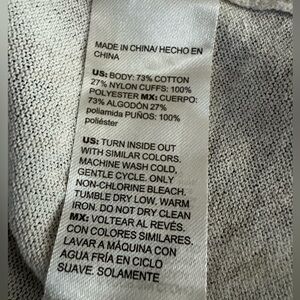 MADE IN CHINA/ HECHO EN
CHINA
US: BODY: 73% COTTON
27% NYLON CUFFS: 100%
POLYESTER MX: CUERPO:
73% ALGODÓN 27%
poliamida PUÑOS: 100%
poliéster
US: TURN INSIDE OUT
WITH SIMILAR COLORS.
MACHINE WASH COLD,
GENTLE CYCLE. ONLY
NON-CHLORINE BLEACH.
TUMBLE DRY LOW. WARM
IRON. DO NOT DRY CLEAN
MX: VOLTEAR AL REVÉS.
CON COLORES SIMILARES.
LAVAR A MÁQUINA CON
AGUA FRÍA EN CICLO
SUAVE. SOLAMENTE